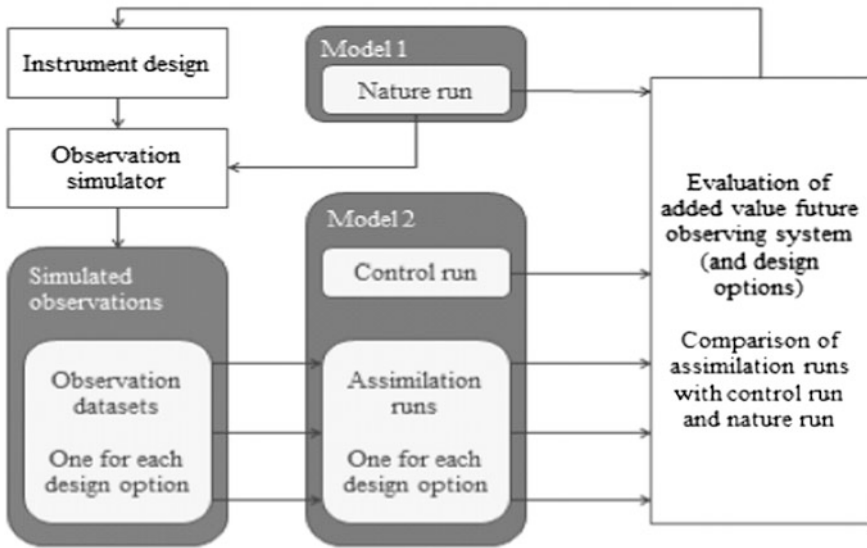 Instrument design
Observation
simulator
Simulated
observations
Observation
datasets
One for each
design option
Model 1
Nature run
Model 2
Control run
Assimilation
runs
One for each
design option
Evaluation of
added value future
observing system
(and design
options)
Comparison of
assimilation runs
with control run
and nature run